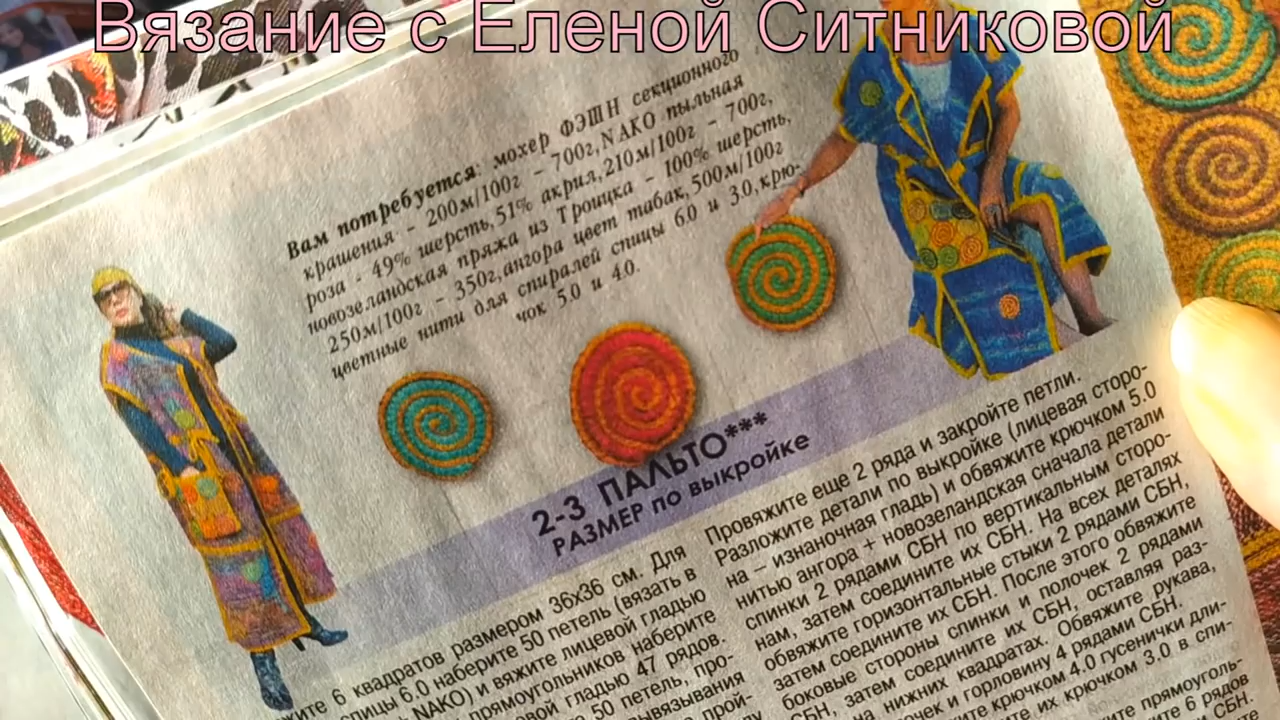 Вязание с Еленой Ситниковой
Вам потребуется: мохер ФЭШН секционного
крашения - 200м/100г - 700г, NAKO пыльная
роза - 49% шерсть, 51% акрил, 210м/100г - 700г,
новозеландская пряжа из Троицка - 100% шерсть,
250м/100г - 350г, ангора цвет табак, 500м/100г
цветные нити для спиралей спицы 6.0 и 3.0, крю-
чок 5.0 и 4.0.
2-3 ПАЛЬТО***
РАЗМЕР ПО ВЫКРОЙКЕ
6 квадратов размером 36х36 см. Для
спицы 6.0 наберите 50 петель (вязать в
NAKO) и вяжите лицевой гладью
прямоугольников наберите
гладью 47 рядов.
50 петель, про-
вывязывания
Провяжите еще 2 ряда и закройте петли.
Разложите детали по выкройке (лицевая сторо-
на – изнаночная гладь) и обвяжите крючком 5.0
нитью ангора + новозеландская сначала детали
спинки 2 рядами СБН по вертикальным сторо-
нам, затем соедините их СБН. На всех деталях
обвяжите горизонтальные стыки 2 рядами СБН,
затем соедините их СБН. После этого обвяжите
боковые стороны спинки и полочек 2 рядами
СБН, затем соедините их СБН, оставляя раз-
на нижних квадратах. Обвяжите рукава,
и горловину 4 рядами СБН.
крючком 4.0 гусенички дли-
их крючком 3.0 в спи-
прямоуголь-
6 рядов
СБН.